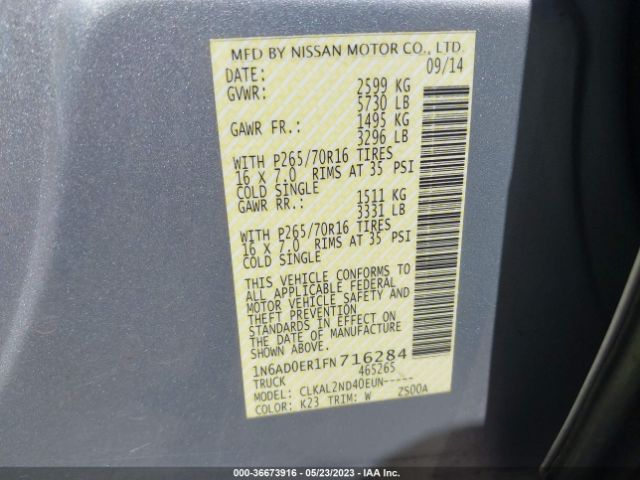 MFD BY NISSAN MOTOR CO., LTD.
DATE: 09/14
GVWR: 2599 KG
5730 LB
GAWR FR.: 1495 KG
3296 LB
WITH P265/70R16 TIRES
16 X 7.0 RIMS AT 35 PSI
COLD SINGLE
GAWR RR.: 1511 KG
3331 LB
WITH P265/70R16 TIRES
16 X 7.0 RIMS AT 35 PSI
COLD SINGLE
THIS VEHICLE CONFORMS TO
ALL APPLICABLE FEDERAL
MOTOR VEHICLE SAFETY AND
THEFT PREVENTION
STANDARDS IN EFFECT ON
THE DATE OF MANUFACTURE
SHOWN ABOVE.
1N6AD0ER1FN716284
TRUCK 465265
MODEL: CLKAL2ND40EUN-----
COLOR: K23 TRIM: W ZS00A
000-36673916 - 05/23/2023 - IAA Inc.